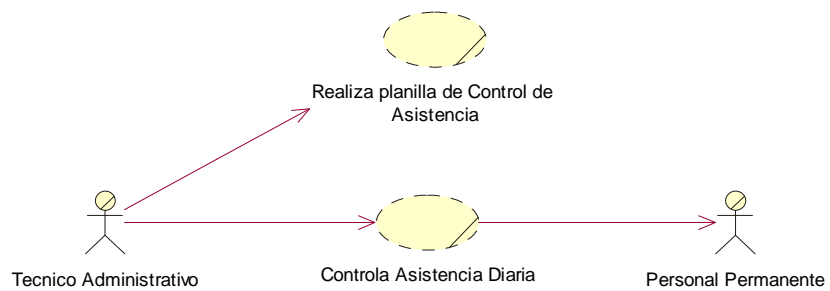 Realiza planilla de Control de
Asistencia
Tecnico Administrativo
Controla Asistencia Diaria
Personal Permanente